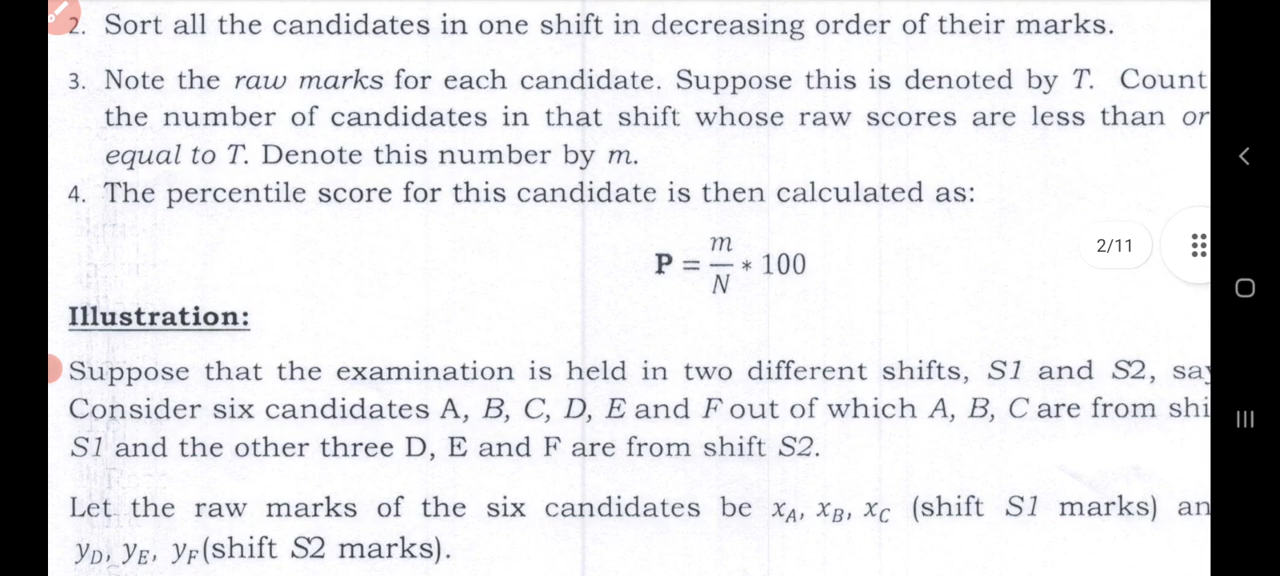 2. Sort all the candidates in one shift in decreasing order of their marks.
3. Note the raw marks for each candidate. Suppose this is denoted by T. Count
the number of candidates in that shift whose raw scores are less than or
equal to T. Denote this number by m.
4. The percentile score for this candidate is then calculated as:
P = m/N * 100
2/11
Illustration:
Suppose that the examination is held in two different shifts, S1 and S2, say
Consider six candidates A, B, C, D, E and F out of which A, B, C are from shi
S1 and the other three D, E and F are from shift S2.
Let the raw marks of the six candidates be x_A, x_B, x_C (shift S1 marks) an
y_D, y_E, y_F (shift S2 marks).